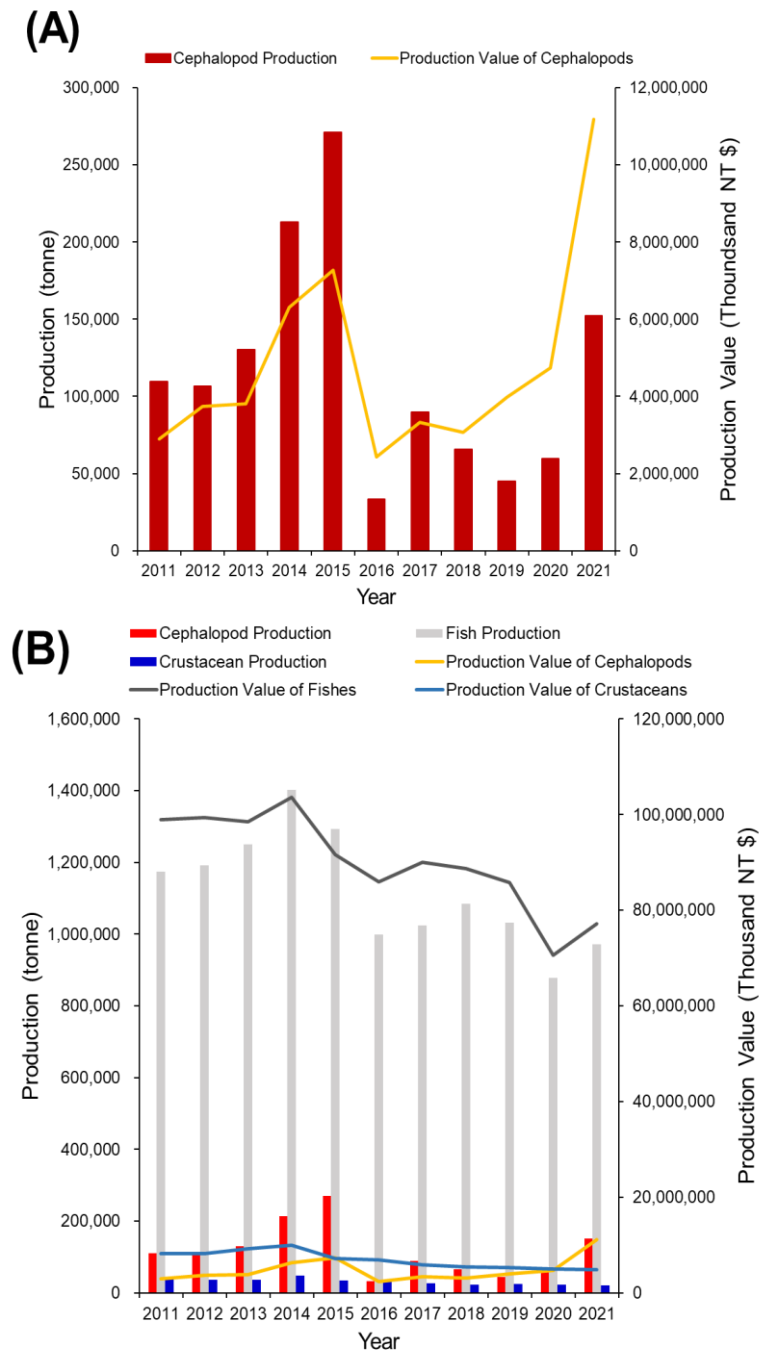 (A)
Cephalopod Production Production Value of Cephalopods
300,000 12,000,000
250,000 10,000,000
200,000 8,000,000
150,000 6,000,000
100,000 4,000,000
50,000 2,000,000
0 0
Production (tonne)
Production Value (Thoundsand NT $)
2011 2012 2013 2014 2015 2016 2017 2018 2019 2020 2021
Year
(B)
Cephalopod Production Fish Production
Crustacean Production Production Value of Cephalopods
Production Value of Fishes Production Value of Crustaceans
1,600,000 120,000,000
1,400,000
1,200,000 100,000,000
1,000,000 80,000,000
800,000 60,000,000
600,000
400,000 40,000,000
200,000 20,000,000
0 0
Production (tonne)
Production Value (Thousand NT $)
2011 2012 2013 2014 2015 2016 2017 2018 2019 2020 2021
Year